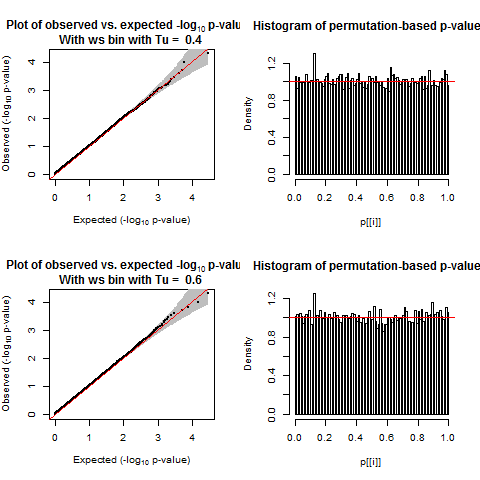 Plot of observed vs. expected -log10 p-valu
With ws bin with Tu = 0.4
Observed (-log10 p-value)
4
3
2
1
0
0 1 2 3 4
Expected (-log10 p-value)
Histogram of permutation-based p-value
Density
1.2
0.8
0.4
0.0
0.0 0.2 0.4 0.6 0.8 1.0
p[[i]]
Plot of observed vs. expected -log10 p-valu
With ws bin with Tu = 0.6
Observed (-log10 p-value)
4
3
2
1
0
0 1 2 3 4
Expected (-log10 p-value)
Histogram of permutation-based p-value
Density
1.2
0.8
0.4
0.0
0.0 0.2 0.4 0.6 0.8 1.0
p[[i]]